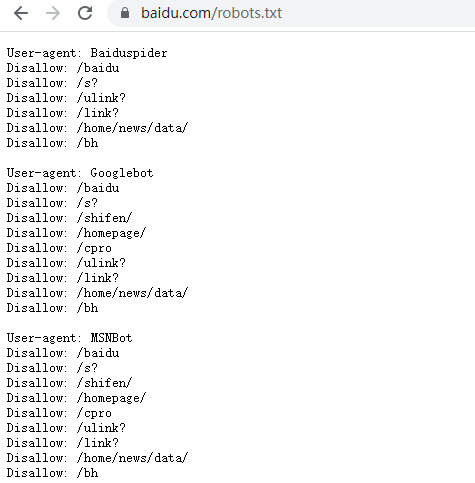 baidu.com/robots.txt
User-agent: Baiduspider
Disallow: /baidu
Disallow: /s?
Disallow: /ulink?
Disallow: /link?
Disallow: /home/news/data/
Disallow: /bh
User-agent: Googlebot
Disallow: /baidu
Disallow: /s?
Disallow: /shifen/
Disallow: /homepage/
Disallow: /cpro
Disallow: /ulink?
Disallow: /link?
Disallow: /home/news/data/
Disallow: /bh
User-agent: MSNBot
Disallow: /baidu
Disallow: /s?
Disallow: /shifen/
Disallow: /homepage/
Disallow: /cpro
Disallow: /ulink?
Disallow: /link?
Disallow: /home/news/data/
Disallow: /bh